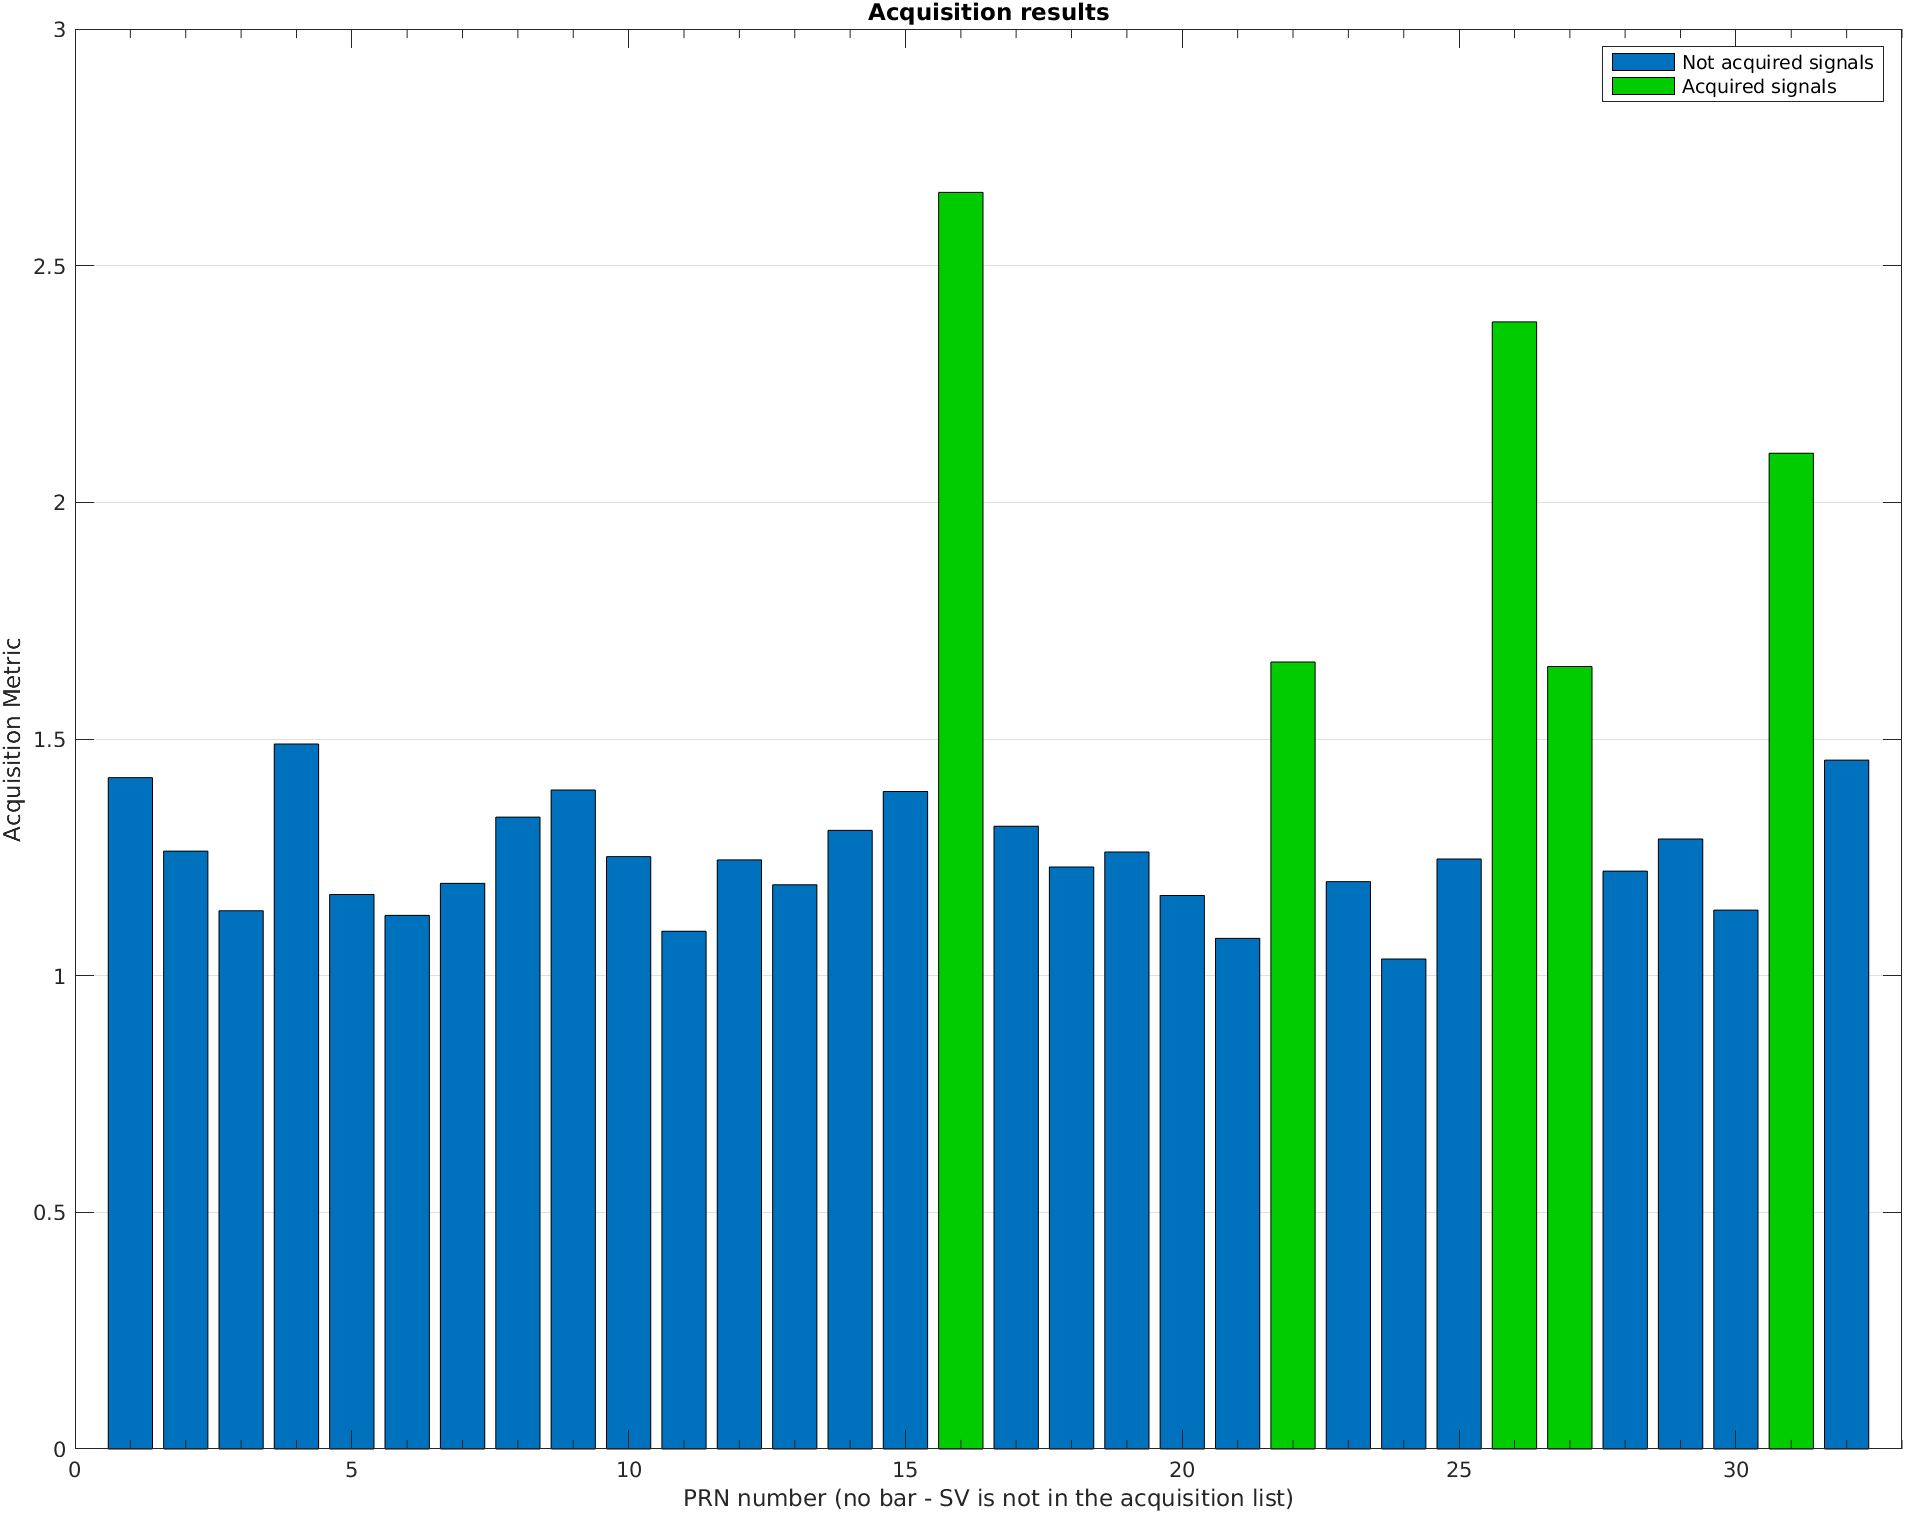 Acquisition results
Not acquired signals
Acquired signals
3
2.5
2
1.5
1
0.5
0
Acquisition Metric
0 5 10 15 20 25 30
PRN number (no bar - SV is not in the acquisition list)